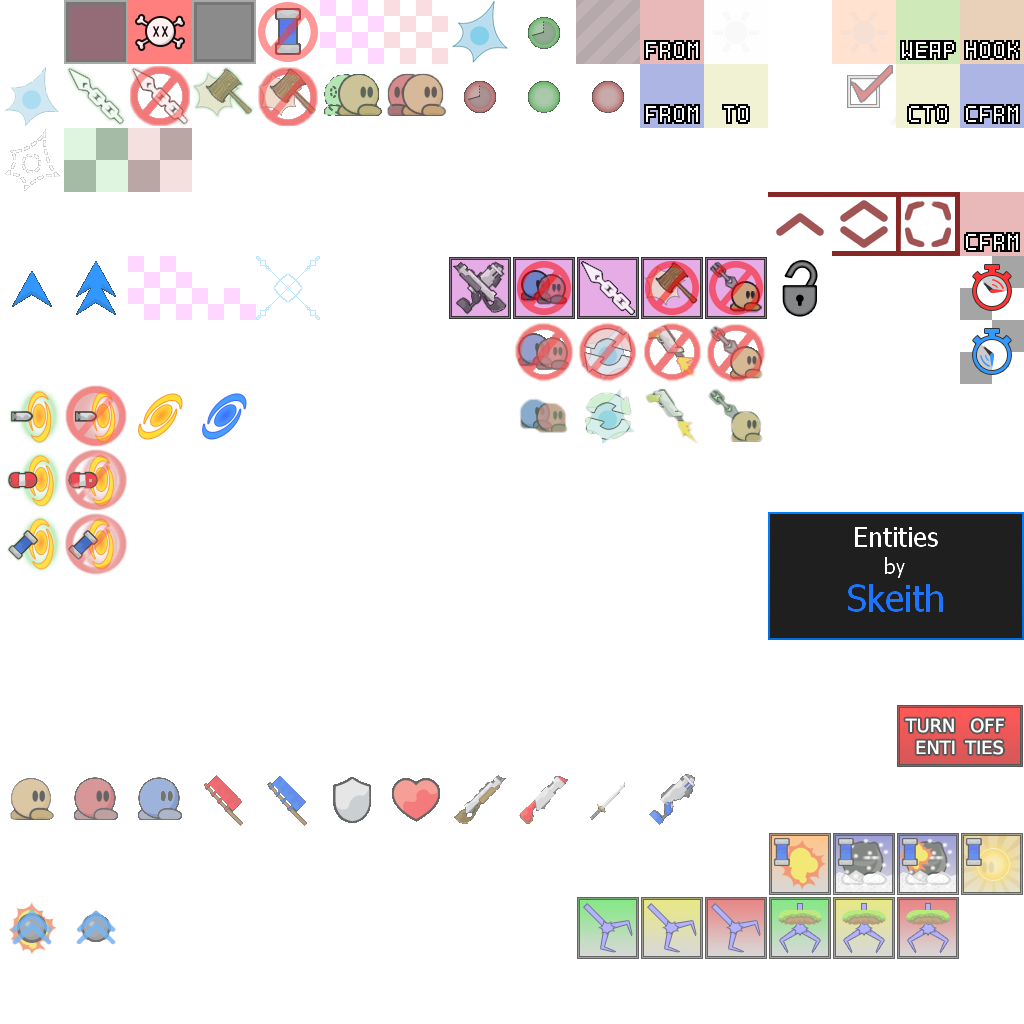 FROM
WEAP
HOOK
FROM
TO
CTO
CFRM
CFRM
Entities
by
Skeith
TURN OFF
ENTI TIES